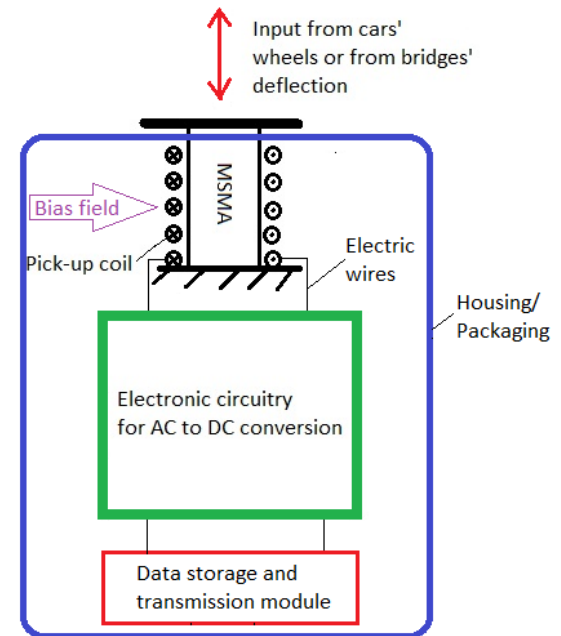 Input from cars'
wheels or from bridges'
deflection
MSMA
Bias field
Pick-up coil
Electric
wires
Housing/
Packaging
Electronic circuitry
for AC to DC conversion
Data storage and
transmission module